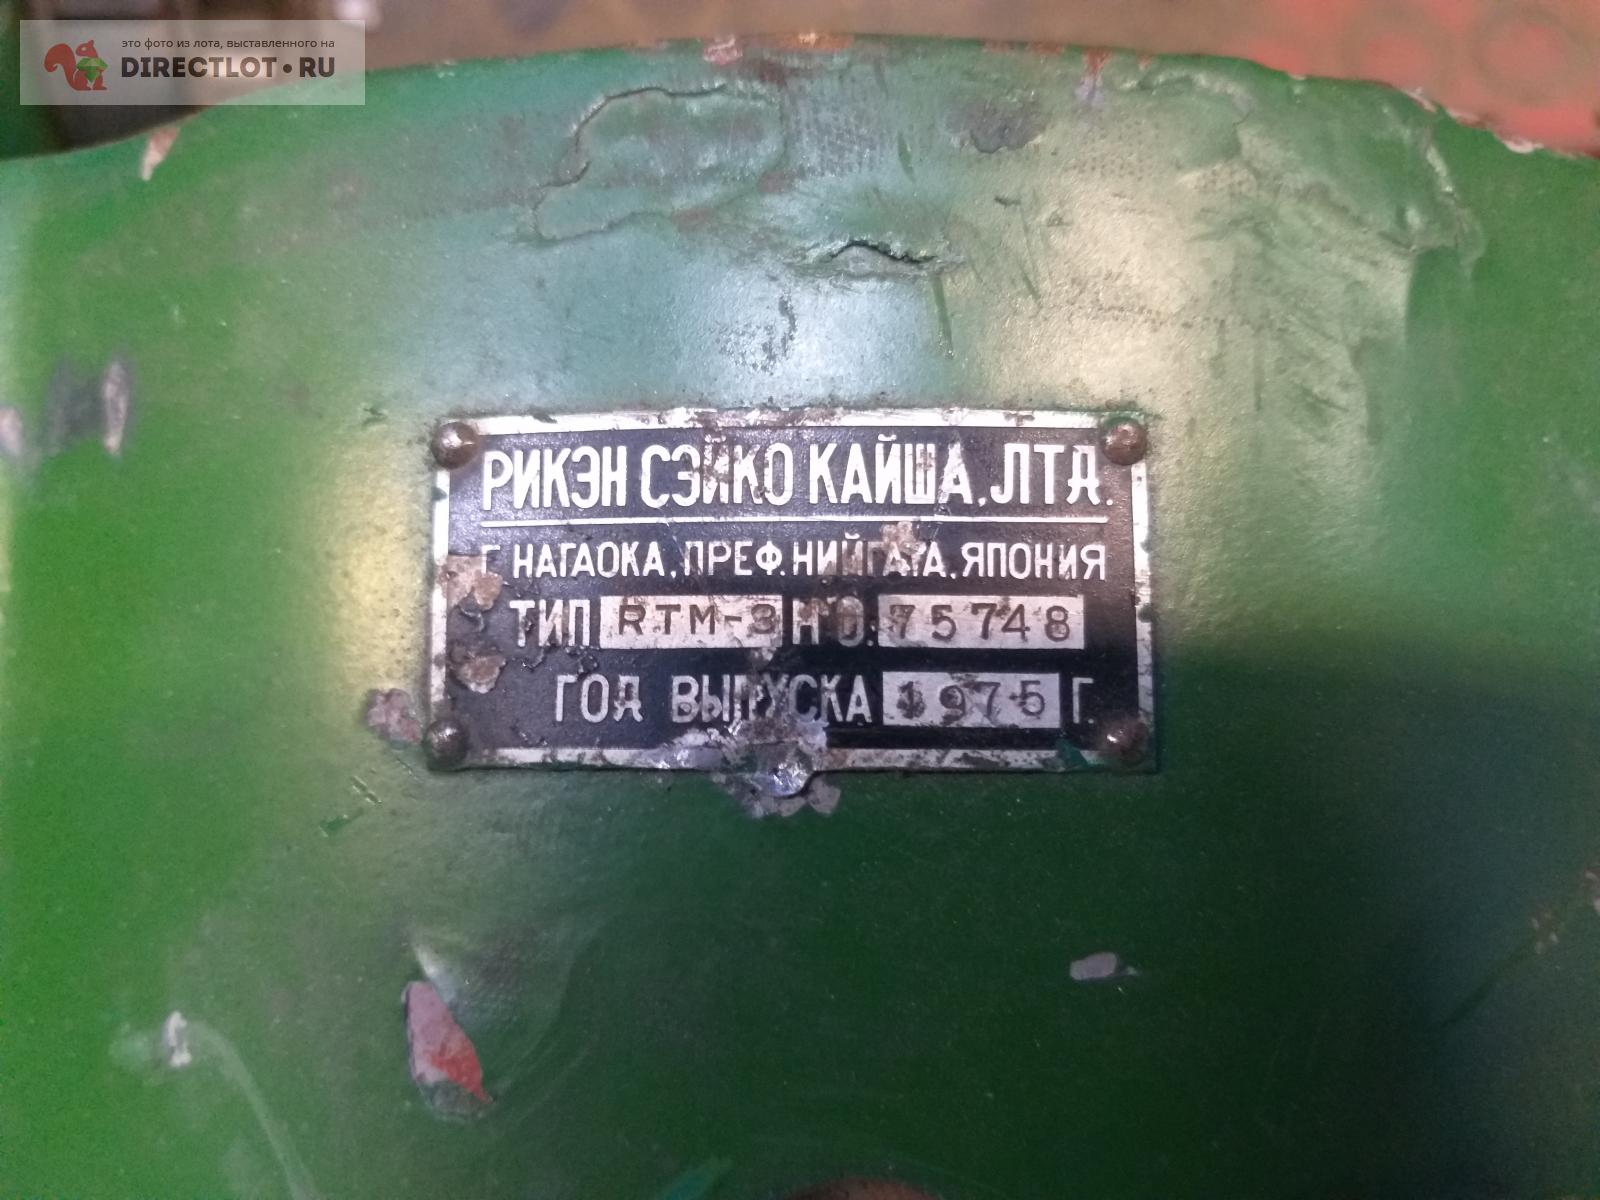 это фото из лота, выставленного на
DIRECTLOT.RU
РИКЭН СЭЙКО КАЙША, ЛТД.
Г. НАГАОКА, ПРЕФ. НИЙГАТА, ЯПОНИЯ
ТИП RTM-3 Н О. 75748
ГОД ВЫПУСКА 1975 Г.